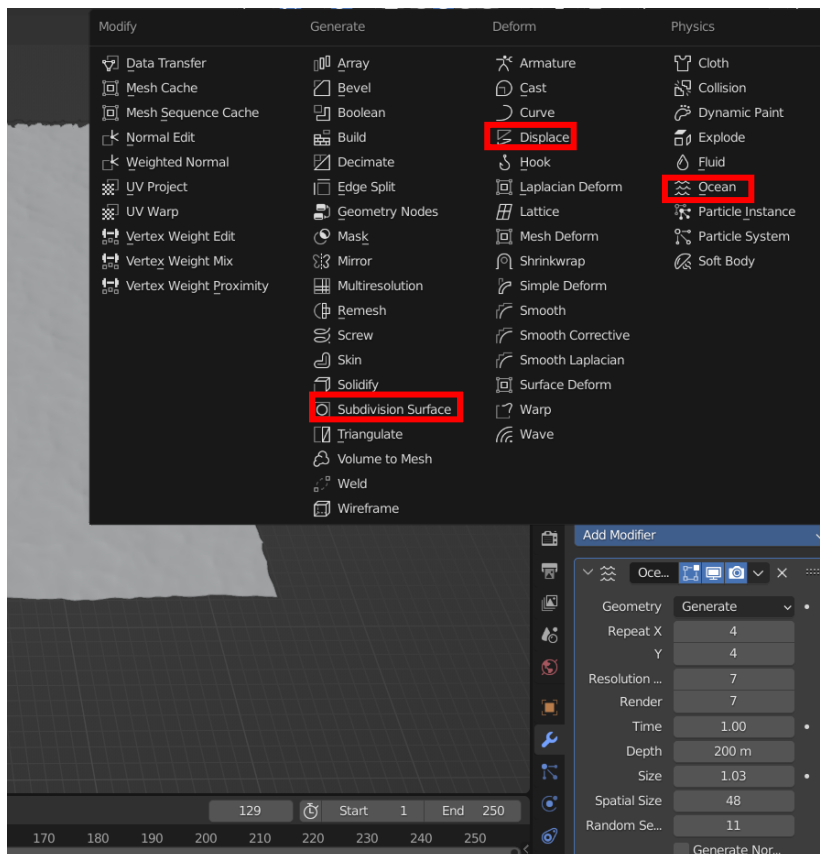 Modify
Data Transfer
Mesh Cache
Mesh Sequence Cache
Normal Edit
Weighted Normal
UV Project
UV Warp
Vertex Weight Edit
Vertex Weight Mix
Vertex Weight Proximity
Generate
Array
Bevel
Boolean
Build
Decimate
Edge Split
Geometry Nodes
Mask
Mirror
Multiresolution
Remesh
Screw
Skin
Solidify
Subdivision Surface
Triangulate
Volume to Mesh
Weld
Wireframe
Deform
Armature
Cast
Curve
Displace
Hook
Laplacian Deform
Lattice
Mesh Deform
Shrinkwrap
Simple Deform
Smooth
Smooth Corrective
Smooth Laplacian
Surface Deform
Warp
Wave
Physics
Cloth
Collision
Dynamic Paint
Explode
Fluid
Ocean
Particle Instance
Particle System
Soft Body
Add Modifier
Oce...
Geometry Generate
Repeat X 4
Y 4
Resolution ... 7
Render 7
Time 1.00
Depth 200 m
Size 1.03
Spatial Size 48
Random Se... 11
Generate Nor...
129 Start 1 End 250
170 180 190 200 210 220 230 240 250